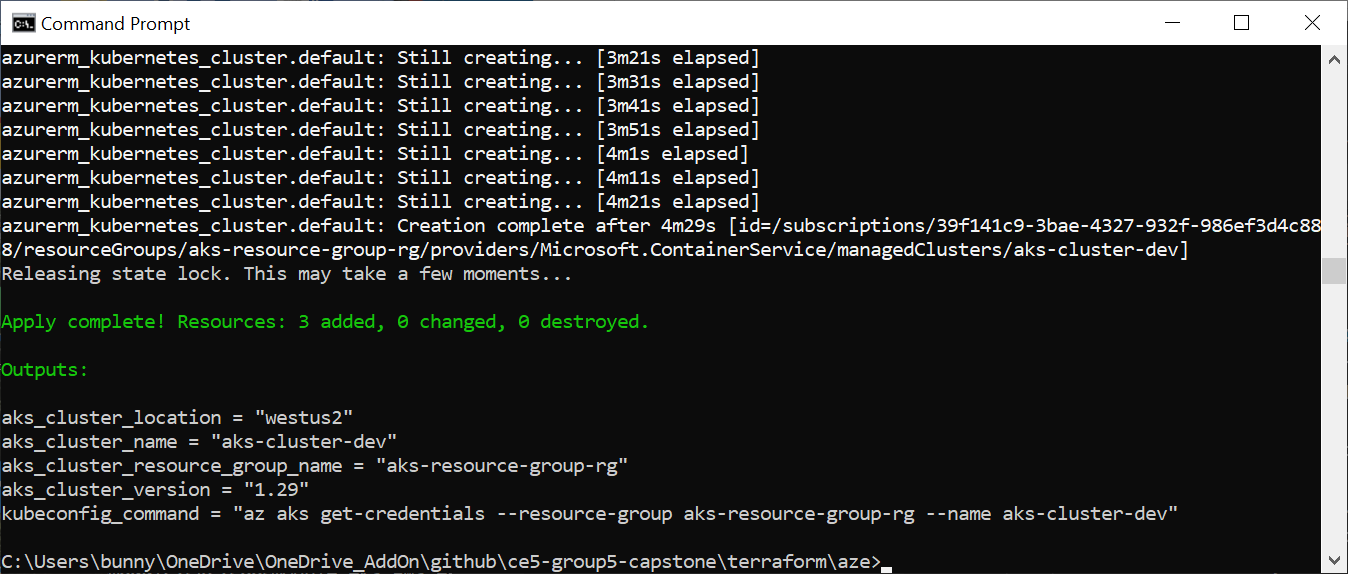 Command Prompt
azurerm_kubernetes_cluster.default: Still creating... [3m21s elapsed]
azurerm_kubernetes_cluster.default: Still creating... [3m31s elapsed]
azurerm_kubernetes_cluster.default: Still creating... [3m41s elapsed]
azurerm_kubernetes_cluster.default: Still creating... [3m51s elapsed]
azurerm_kubernetes_cluster.default: Still creating... [4m1s elapsed]
azurerm_kubernetes_cluster.default: Still creating... [4m11s elapsed]
azurerm_kubernetes_cluster.default: Still creating... [4m21s elapsed]
azurerm_kubernetes_cluster.default: Creation complete after 4m29s [id=/subscriptions/39f141c9-3bae-4327-932f-986ef3d4c88
8/resourceGroups/aks-resource-group-rg/providers/Microsoft.ContainerService/managedClusters/aks-cluster-dev]
Releasing state lock. This may take a few moments...
Apply complete! Resources: 3 added, 0 changed, 0 destroyed.
Outputs:
aks_cluster_location = "westus2"
aks_cluster_name = "aks-cluster-dev"
aks_cluster_resource_group_name = "aks-resource-group-rg"
aks_cluster_version = "1.29"
kubeconfig_command = "az aks get-credentials --resource-group aks-resource-group-rg --name aks-cluster-dev"
C:\Users\bunny\OneDrive\OneDrive_AddOn\github\ce5-group5-capstone\terraform\aze>